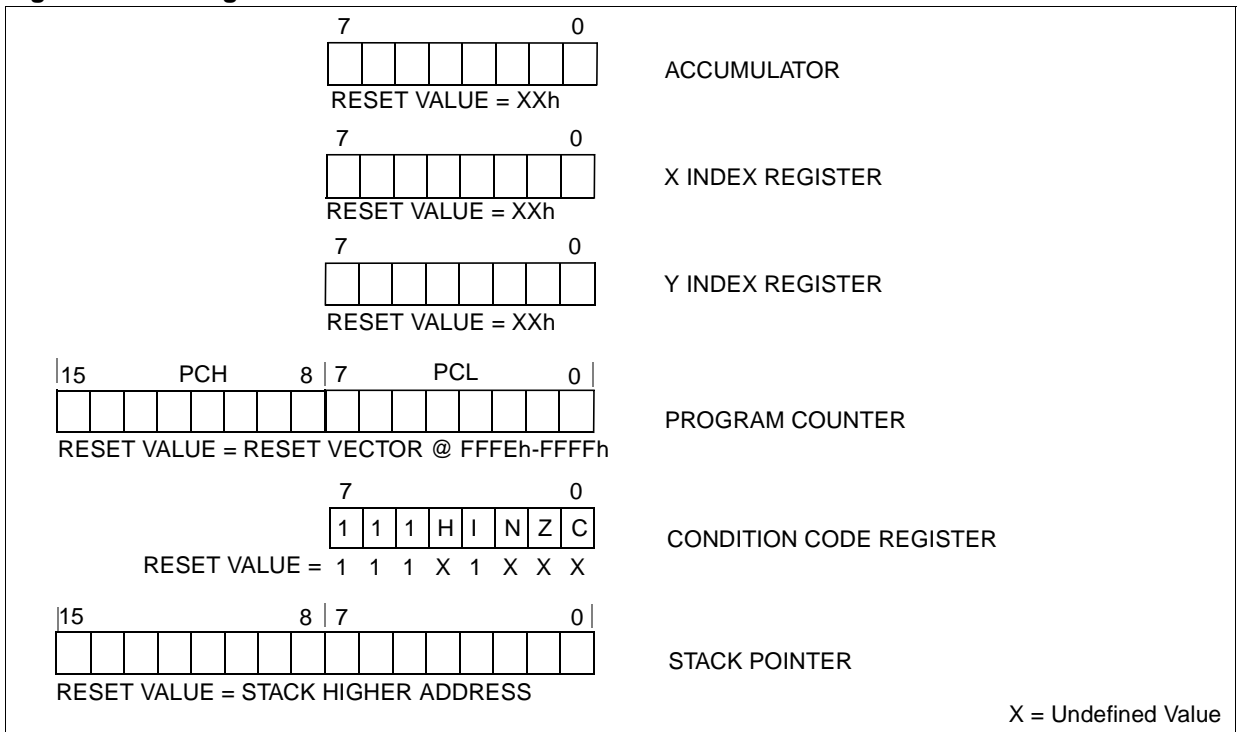 7 0
ACCUMULATOR
RESET VALUE = XXh
7 0
X INDEX REGISTER
RESET VALUE = XXh
7 0
Y INDEX REGISTER
RESET VALUE = XXh
15 PCH 8 7 PCL 0
PROGRAM COUNTER
RESET VALUE = RESET VECTOR @ FFFEh-FFFFh
7 0
1 1 1 H I N Z C
CONDITION CODE REGISTER
RESET VALUE = 1 1 1 X 1 X X X
15 8 7 0
STACK POINTER
RESET VALUE = STACK HIGHER ADDRESS
X = Undefined Value